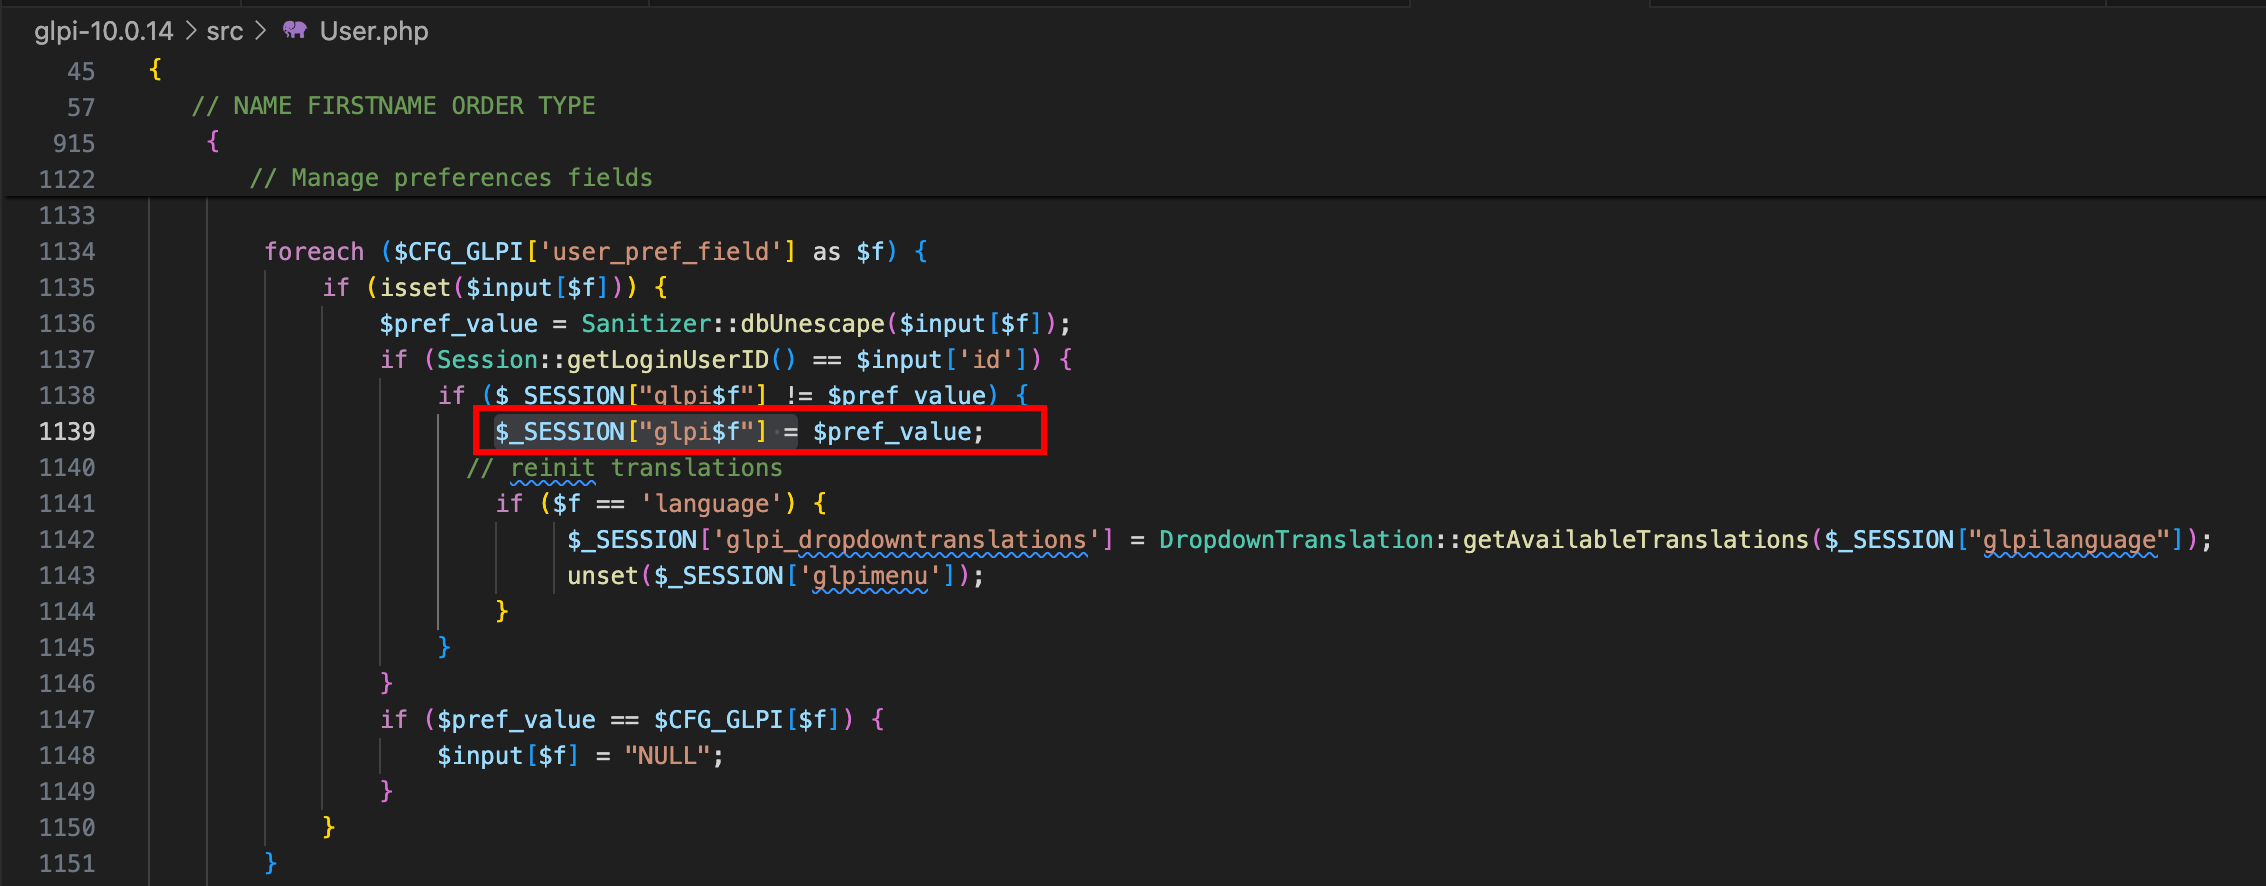 glpi-10.0.14 > src > User.php
45 {
57 // NAME FIRSTNAME ORDER TYPE
915 {
1122 // Manage preferences fields
1133
1134 foreach ($CFG_GLPI['user_pref_field'] as $f) {
1135 if (isset($input[$f])) {
1136 $pref_value = Sanitizer::dbUnescape($input[$f]);
1137 if (Session::getLoginUserID() == $input['id']) {
1138 if ($_SESSION["glpi$f"] != $pref_value) {
1139 $_SESSION["glpi$f"] = $pref_value;
1140 // reinit translations
1141 if ($f == 'language') {
1142 $_SESSION['glpi_dropdowntranslations'] = DropdownTranslation::getAvailableTranslations($_SESSION["glpilanguage"]);
1143 unset($_SESSION['glpimenu']);
1144 }
1145 }
1146 }
1147 if ($pref_value == $CFG_GLPI[$f]) {
1148 $input[$f] = "NULL";
1149 }
1150 }
1151 }